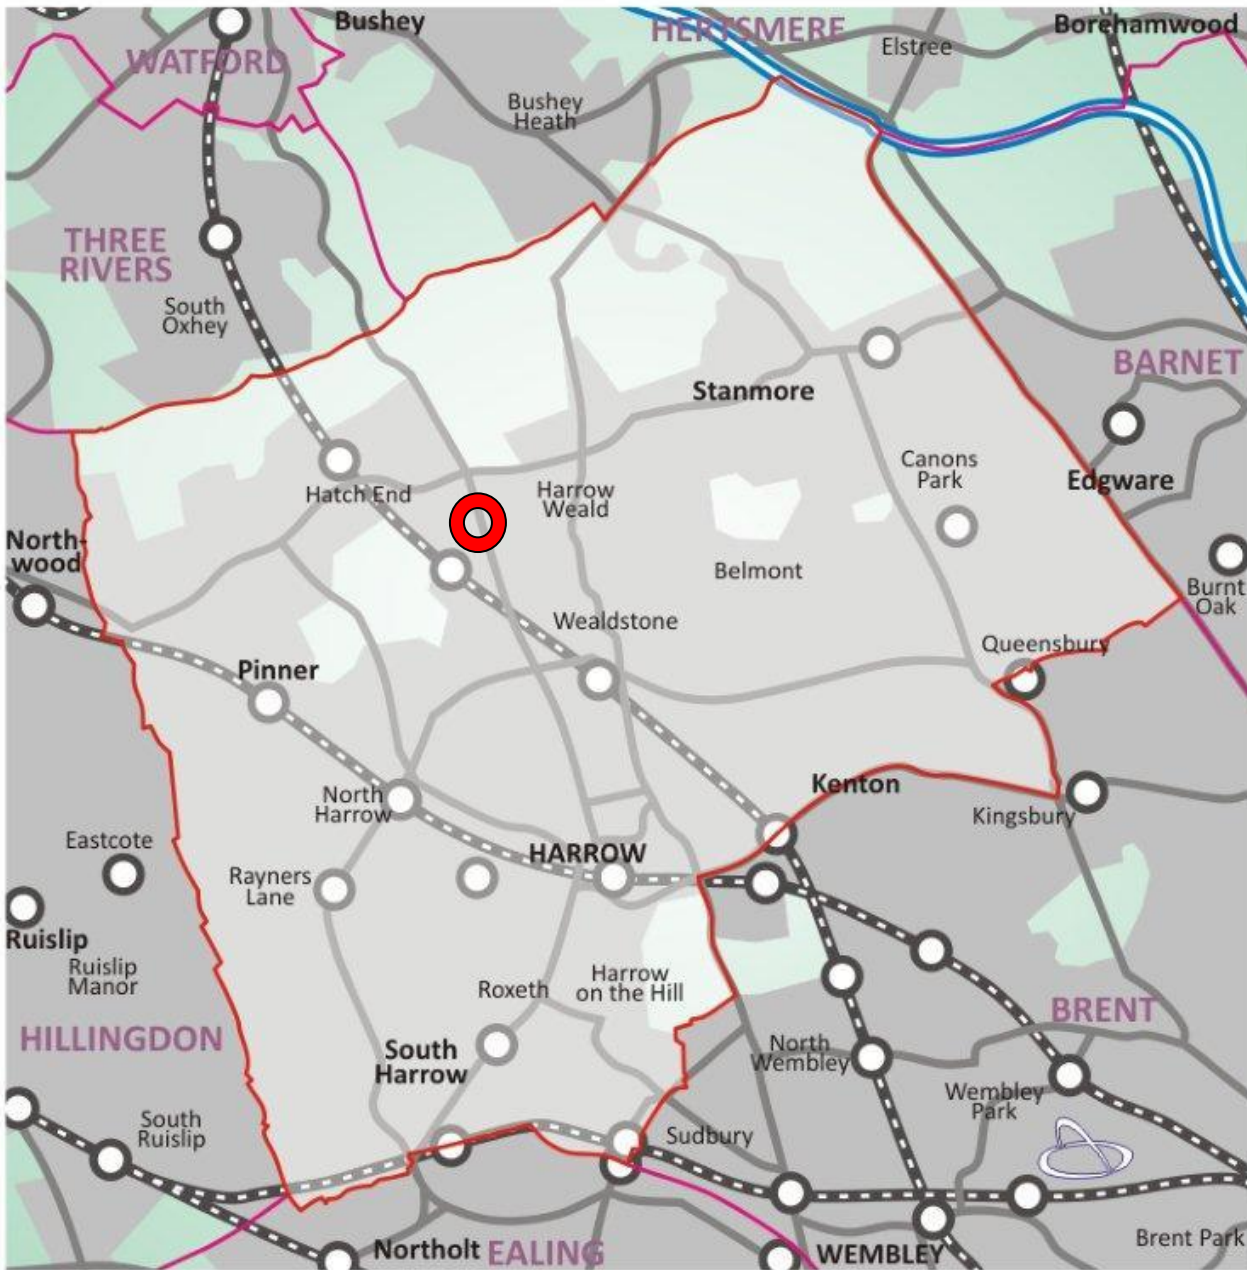 Bushey
HERTSMERE
Borehamwood
Elstree
WATFORD
Bushey
Heath
THREE
RIVERS
South
Oxhey
BARNET
Stanmore
Edgware
Canons
Park
Hatch End
Harrow
Weald
North-
wood
Belmont
Burnt
Oak
Wealdstone
Queensbury
Pinner
Kenton
North
Harrow
Kingsbury
Eastcote
HARROW
Rayners
Lane
Ruislip
Ruislip
Manor
Roxeth
Harrow
on the Hill
HILLINGDON
BRENT
South
Harrow
North
Wembley
Wembley
Park
South
Ruislip
Sudbury
Brent Park
Northolt
EALING
WEMBLEY